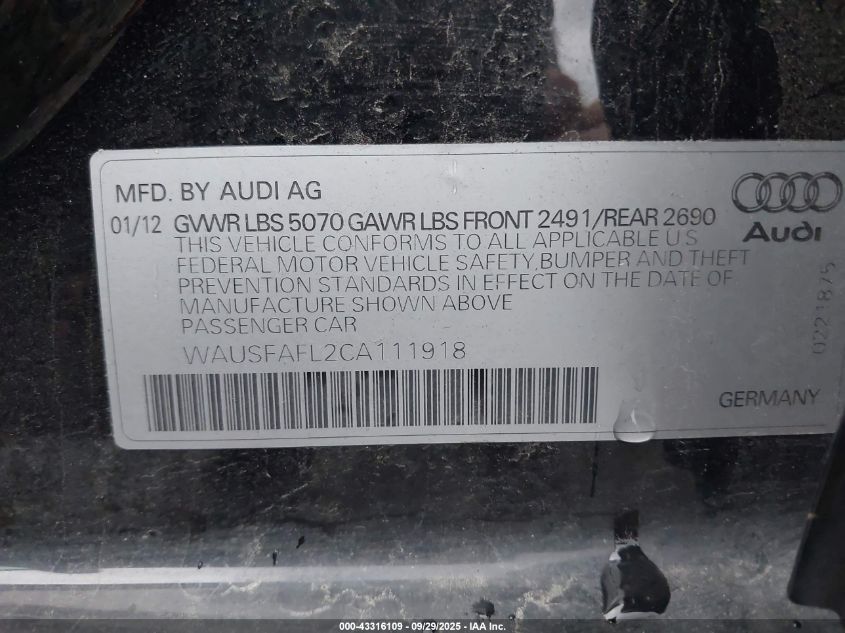 MFD. BY AUDI AG
01/12 GVWR LBS 5070 GAWR LBS FRONT 2491/REAR 2690
Audi
THIS VEHICLE CONFORMS TO ALL APPLICABLE U S
FEDERAL MOTOR VEHICLE SAFETY, BUMPER AND THEFT
PREVENTION STANDARDS IN EFFECT ON THE DATE OF
MANUFACTURE SHOWN ABOVE
PASSENGER CAR
0221875
WAUSFAFL2CA111918
GERMANY
000-43316109 - 09/29/2025 - IAA Inc.